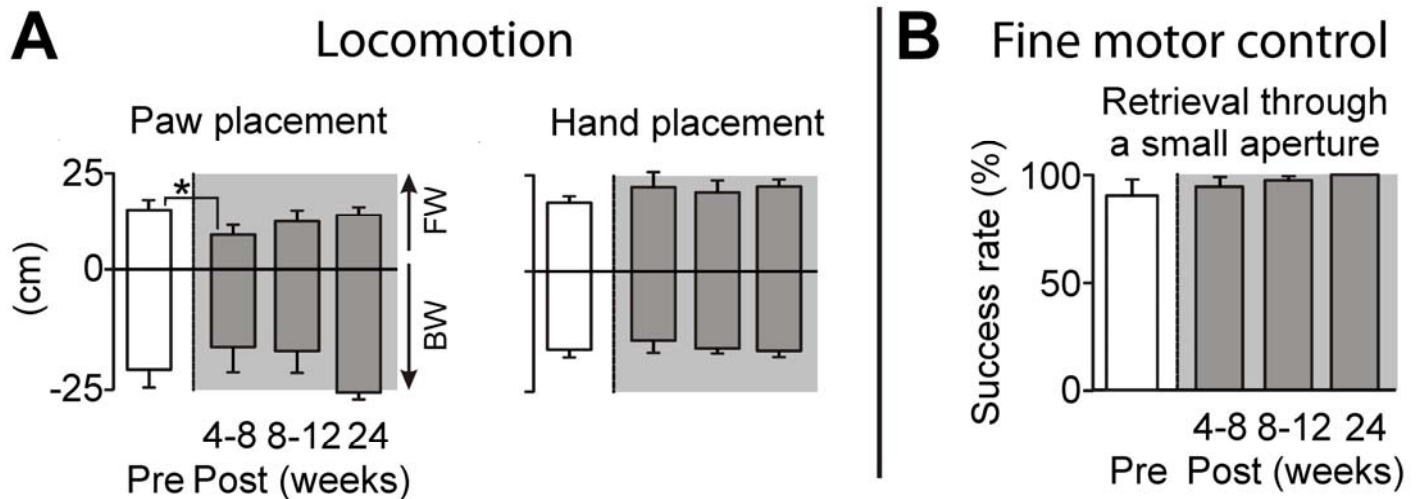 A
Locomotion
Paw placement
Hand placement
25
0
-25
(cm)
*
FW
BW
4-8 8-12 24
Pre Post (weeks)
B
Fine motor control
Retrieval through
a small aperture
Success rate (%)
100
50
0
4-8 8-12 24
Pre Post (weeks)